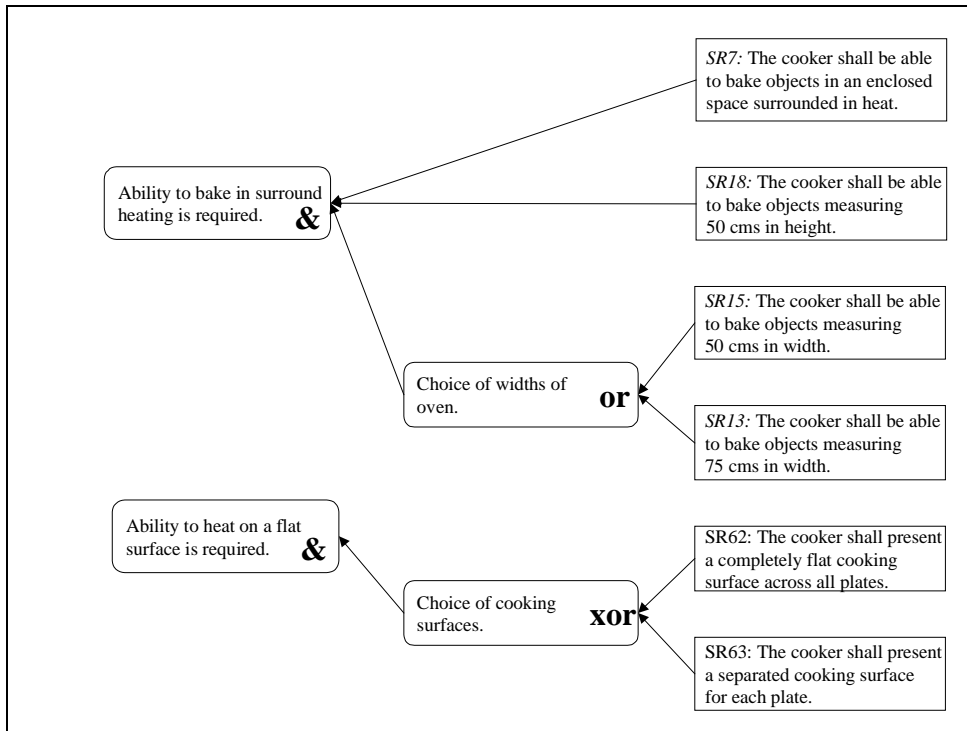 SR7: The cooker shall be able
to bake objects in an enclosed
space surrounded in heat.
Ability to bake in surround
heating is required. &
SR18: The cooker shall be able
to bake objects measuring
50 cms in height.
SR15: The cooker shall be able
to bake objects measuring
50 cms in width.
Choice of widths of
oven. or
SR13: The cooker shall be able
to bake objects measuring
75 cms in width.
Ability to heat on a flat
surface is required. &
SR62: The cooker shall present
a completely flat cooking
surface across all plates.
Choice of cooking
surfaces. xor
SR63: The cooker shall present
a separated cooking surface
for each plate.